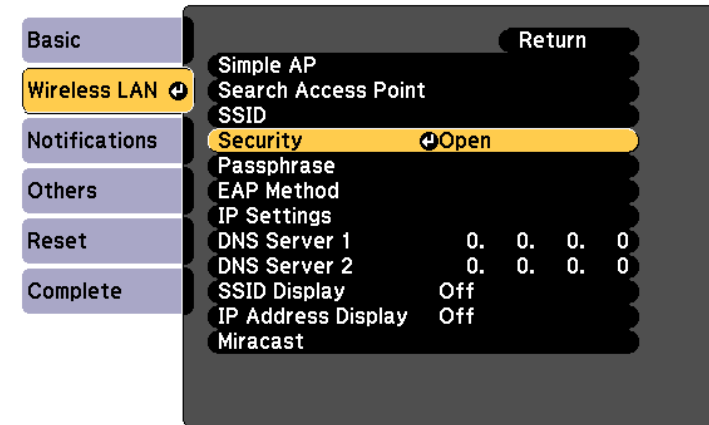 Basic
Wireless LAN
Notifications
Others
Reset
Complete
Return
Simple AP
Search Access Point
SSID
Security Open
Passphrase
EAP Method
IP Settings
DNS Server 1 0. 0. 0. 0
DNS Server 2 0. 0. 0. 0
SSID Display Off
IP Address Display Off
Miracast